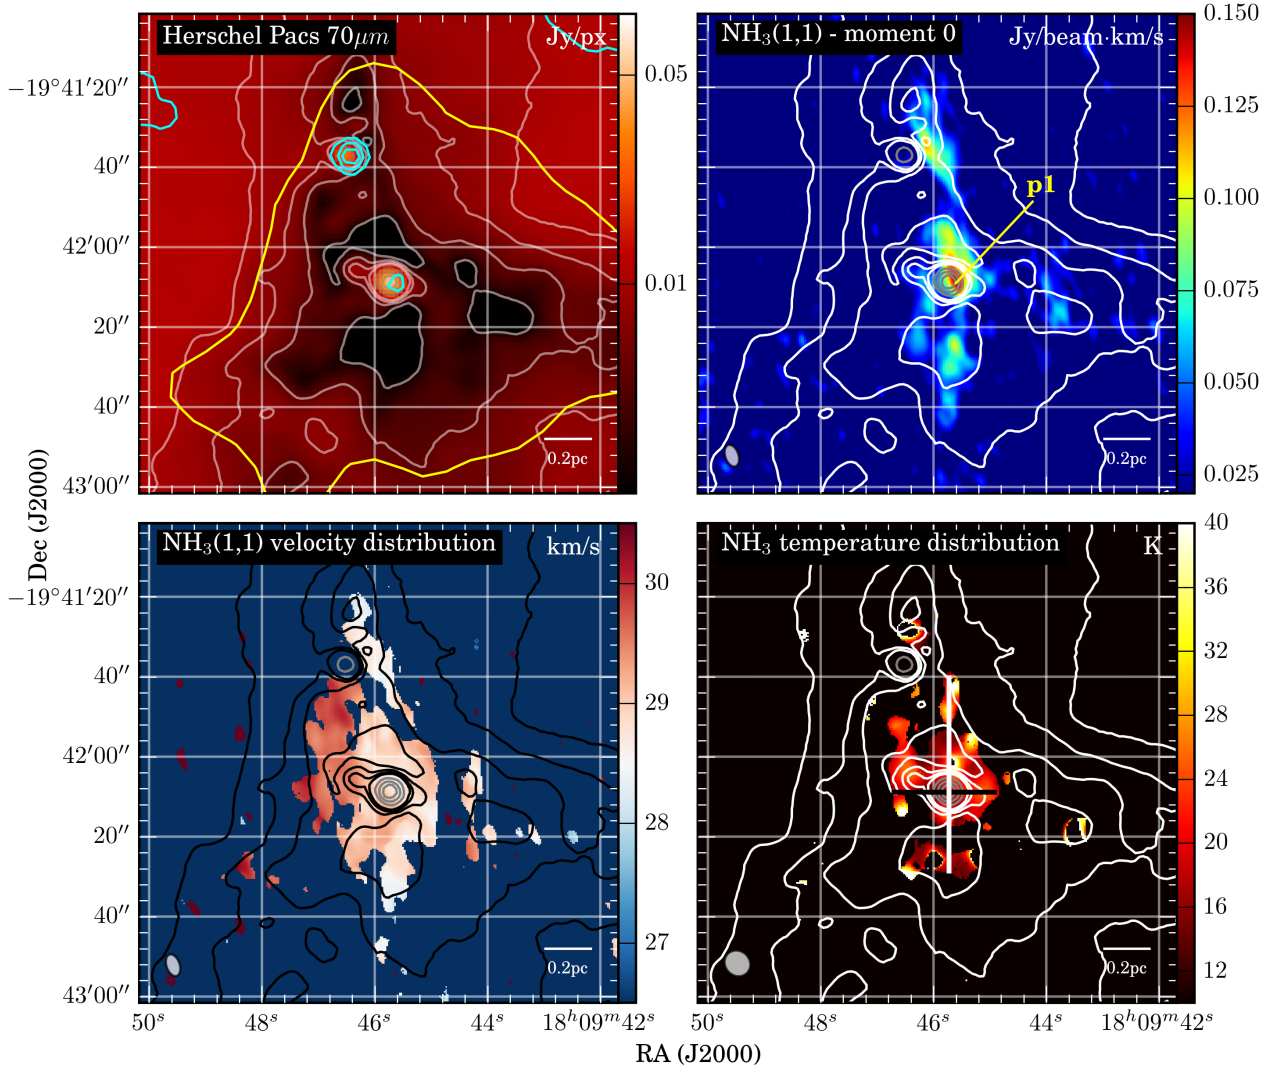 Herschel Pacs 70μm
Jy/px
0.05
0.01
−19°41′20″
40″
42′00″
20″
40″
43′00″
0.2pc
NH₃(1,1) - moment 0
Jy/beam·km/s
p1
0.150
0.125
0.100
0.075
0.050
0.025
0.2pc
Dec (J2000)
NH₃(1,1) velocity distribution
km/s
30
29
28
27
−19°41′20″
40″
42′00″
20″
40″
43′00″
0.2pc
50ˢ
48ˢ
46ˢ
44ˢ
18ʰ09ᵐ42ˢ
NH₃ temperature distribution
K
40
36
32
28
24
20
16
12
0.2pc
50ˢ
48ˢ
46ˢ
44ˢ
18ʰ09ᵐ42ˢ
RA (J2000)